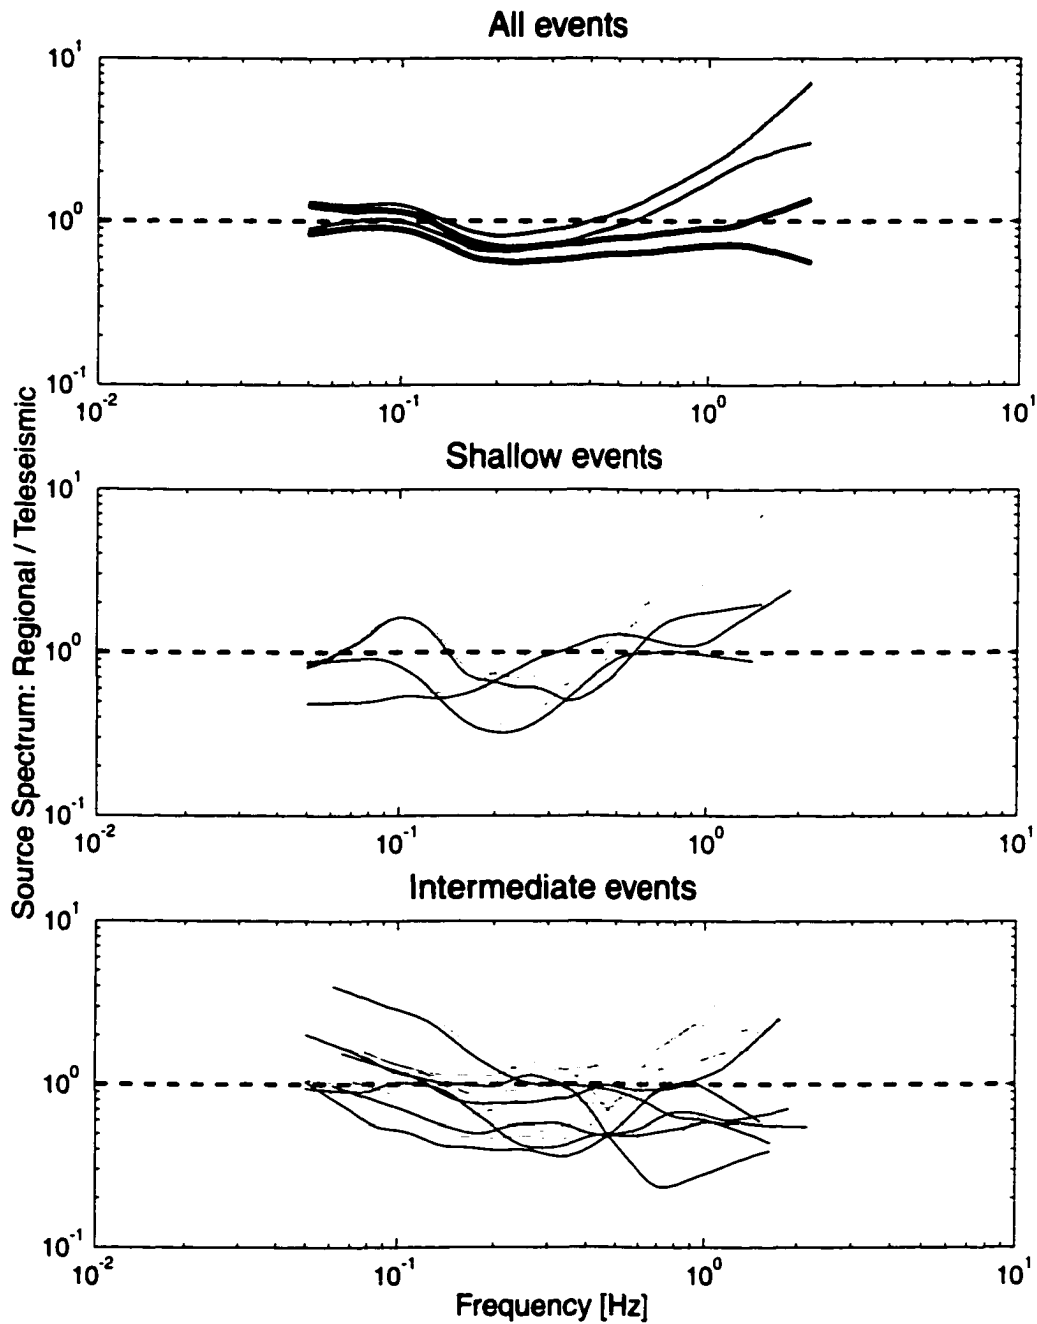 All events
10^1
10^0
10^-1
10^-2 10^-1 10^0 10^1
Source Spectrum: Regional / Teleseismic
Shallow events
10^1
10^0
10^-1
10^-2 10^-1 10^0 10^1
Intermediate events
10^1
10^0
10^-1
10^-2 10^-1 10^0 10^1
Frequency [Hz]